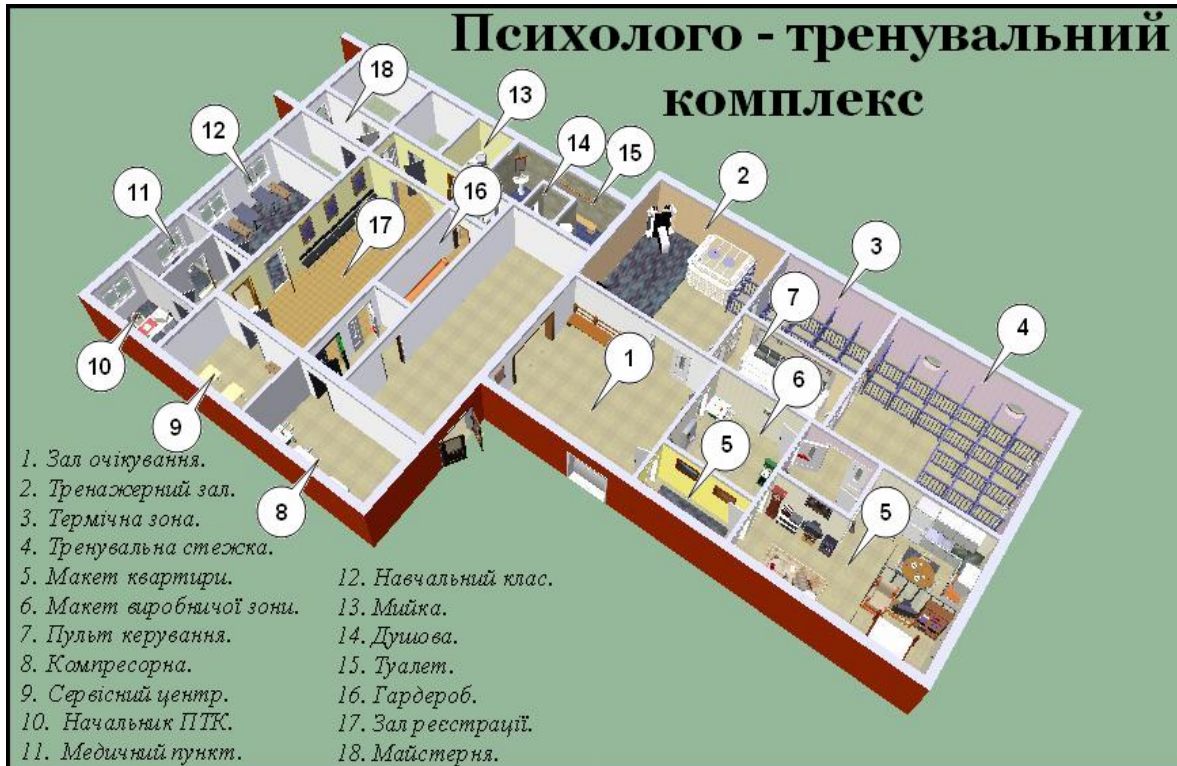 Психолого - тренувальний
комплекс
18
13
12
14
15
11
16
2
17
3
7
4
10
1
6
9
5
8
5
1. Зал очікування.
2. Тренажерний зал.
3. Термічна зона.
4. Тренувальна стежка.
5. Макет квартири.
6. Макет виробничої зони.
7. Пульт керування.
8. Компресорна.
9. Сервісний центр.
10. Начальник ПТК.
11. Медичний пункт.
12. Навчальний клас.
13. Мийка.
14. Душова.
15. Туалет.
16. Гардероб.
17. Зал реєстрації.
18. Майстерня.